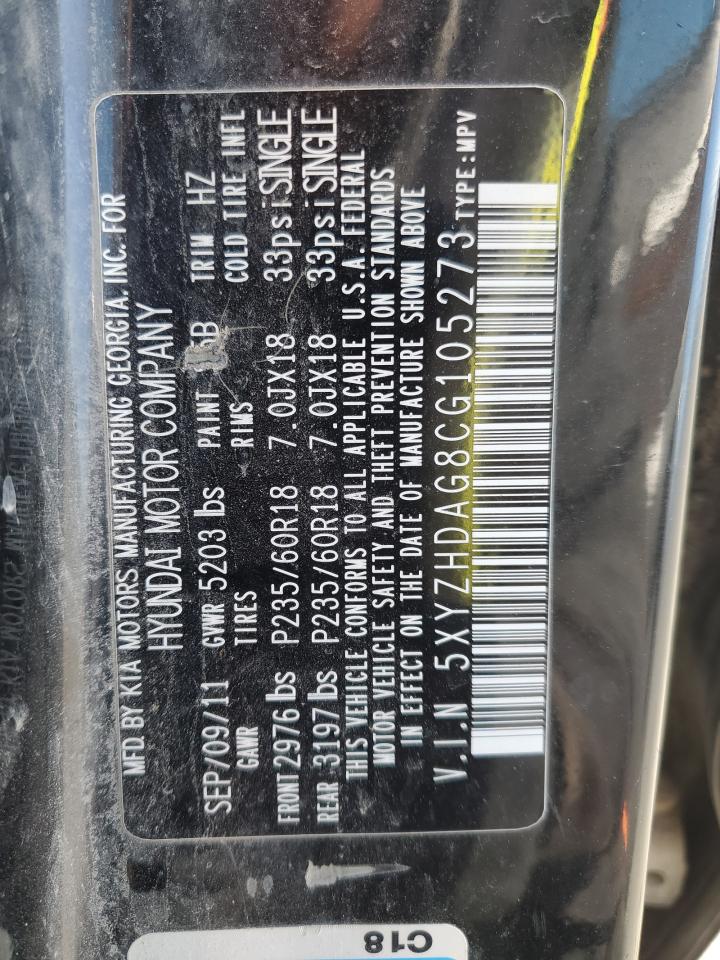 MFD BY KIA MOTORS MANUFACTURING GEORGIA, INC. FOR
HYUNDAI MOTOR COMPANY
SEP/09/11 GVWR 5203 lbs PAINT TRIM HZ
GAWR TIRES RIMS COLD TIRE INFL
FRONT 2976 lbs P235/60R18 7.0JX18 33psi SINGLE
REAR 3197 lbs P235/60R18 7.0JX18 33psi SINGLE
THIS VEHICLE CONFORMS TO ALL APPLICABLE U.S.A. FEDERAL
MOTOR VEHICLE SAFETY AND THEFT PREVENTION STANDARDS
IN EFFECT ON THE DATE OF MANUFACTURE SHOWN ABOVE
V.I.N 5XYZHDAG8CG105273 TYPE:MPV
C18